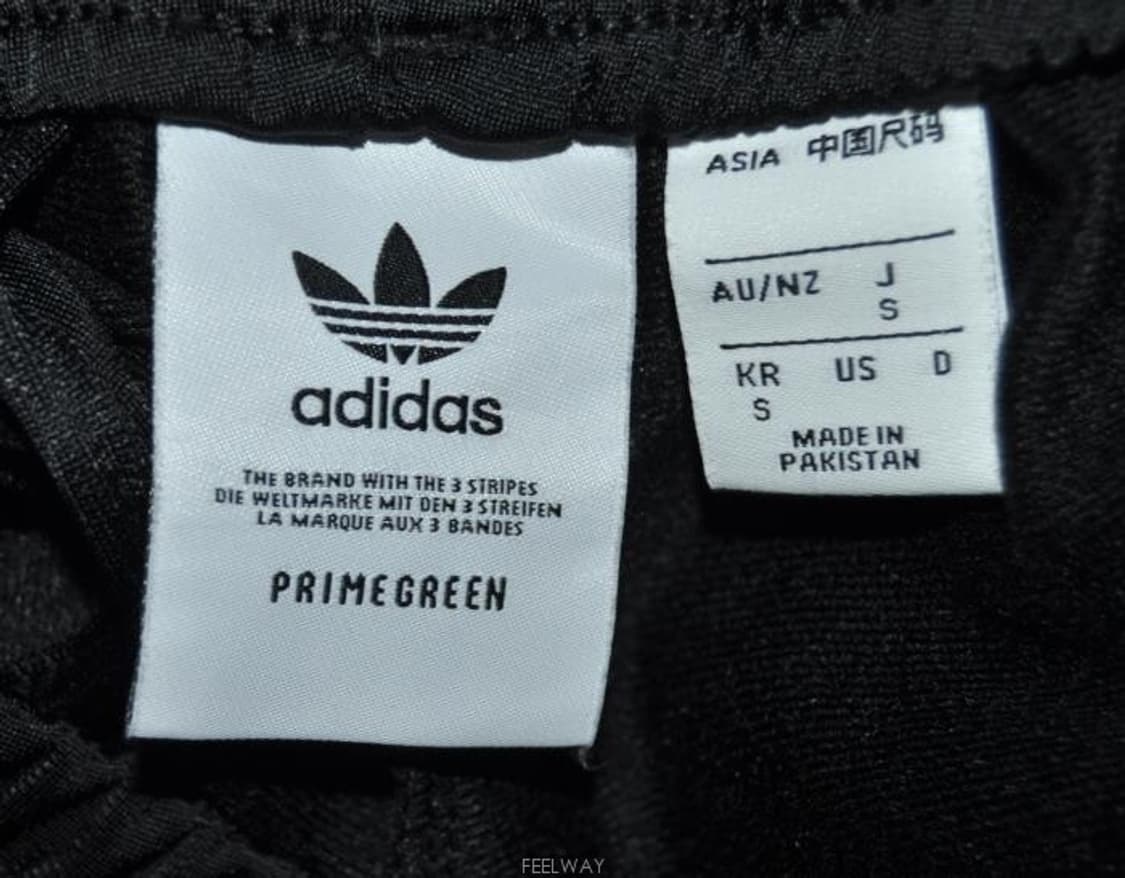 adidas
THE BRAND WITH THE 3 STRIPES
DIE WELTMARKE MIT DEN 3 STREIFEN
LA MARQUE AUX 3 BANDES
PRIMEGREEN
ASIA 中国尺码
AU/NZ J
S
KR US D
S
MADE IN
PAKISTAN
FEELWAY